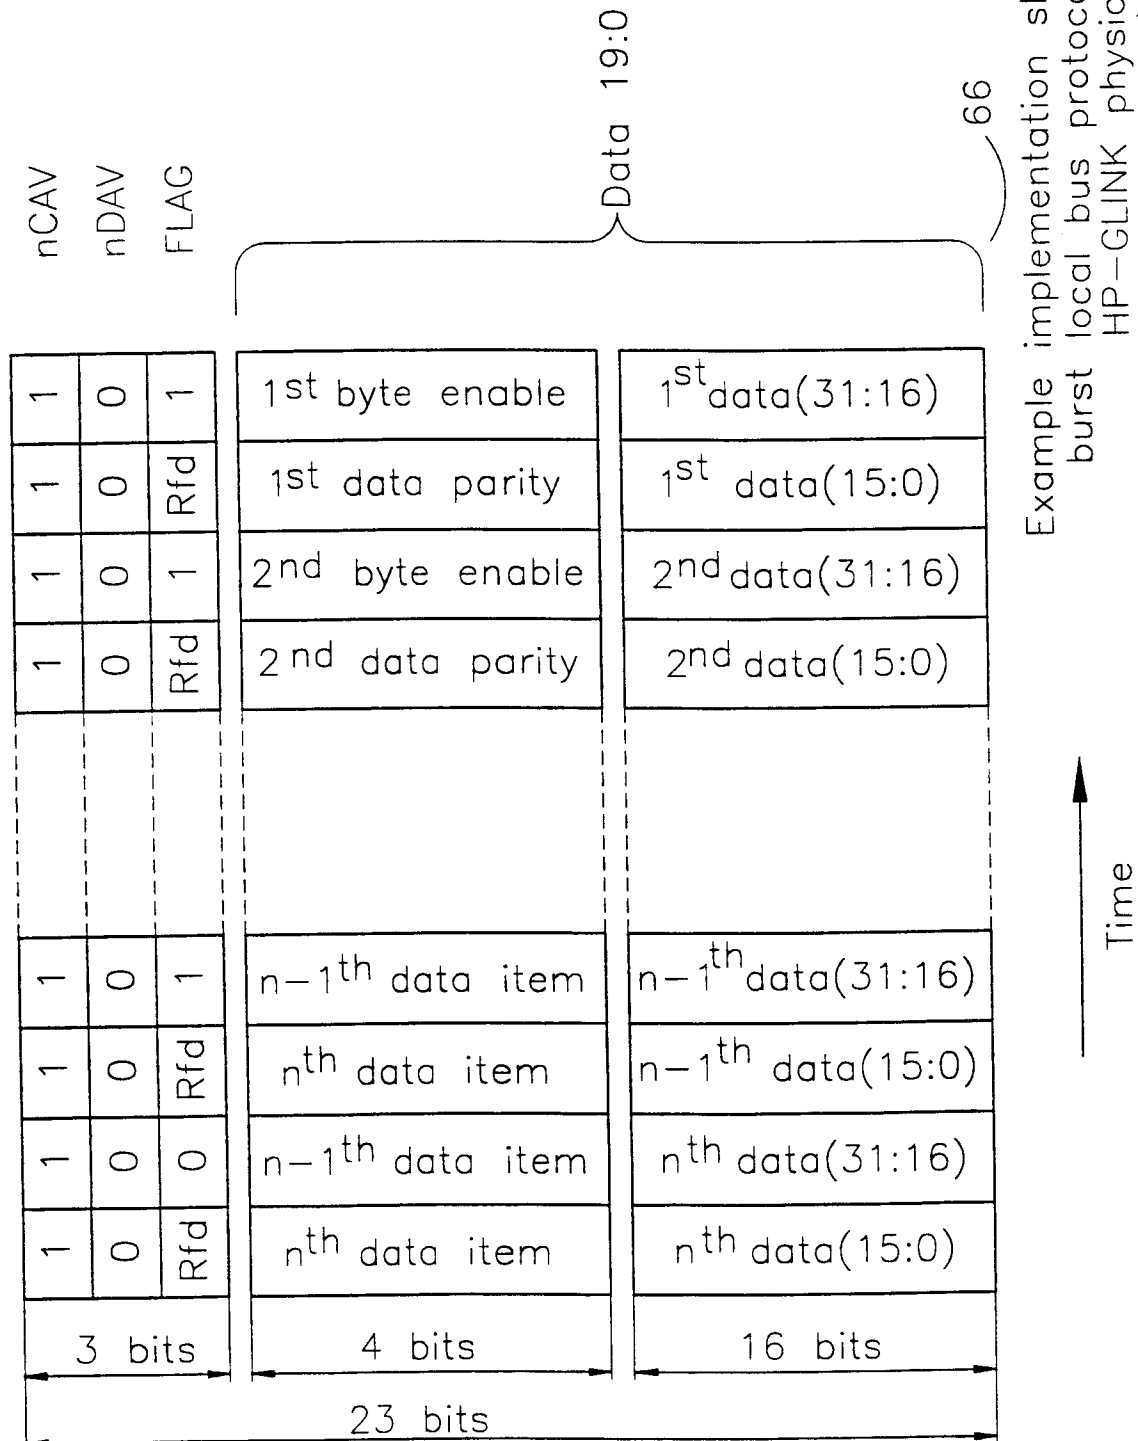 nCAV
nDAV
FLAG
1 0 1 1st byte enable 1st data(31:16)
1 0 Rfd 1st data parity 1st data(15:0)
1 0 1 2nd byte enable 2nd data(31:16)
1 0 Rfd 2nd data parity 2nd data(15:0)
1 0 1 n-1th data item n-1th data(31:16)
1 0 Rfd nth data item n-1th data(15:0)
1 0 0 n-1th data item nth data(31:16)
1 0 Rfd nth data item nth data(15:0)
3 bits
4 bits
16 bits
23 bits
Data 19:0
66
Time
Example implementation
burst local bus
HP-GLINK